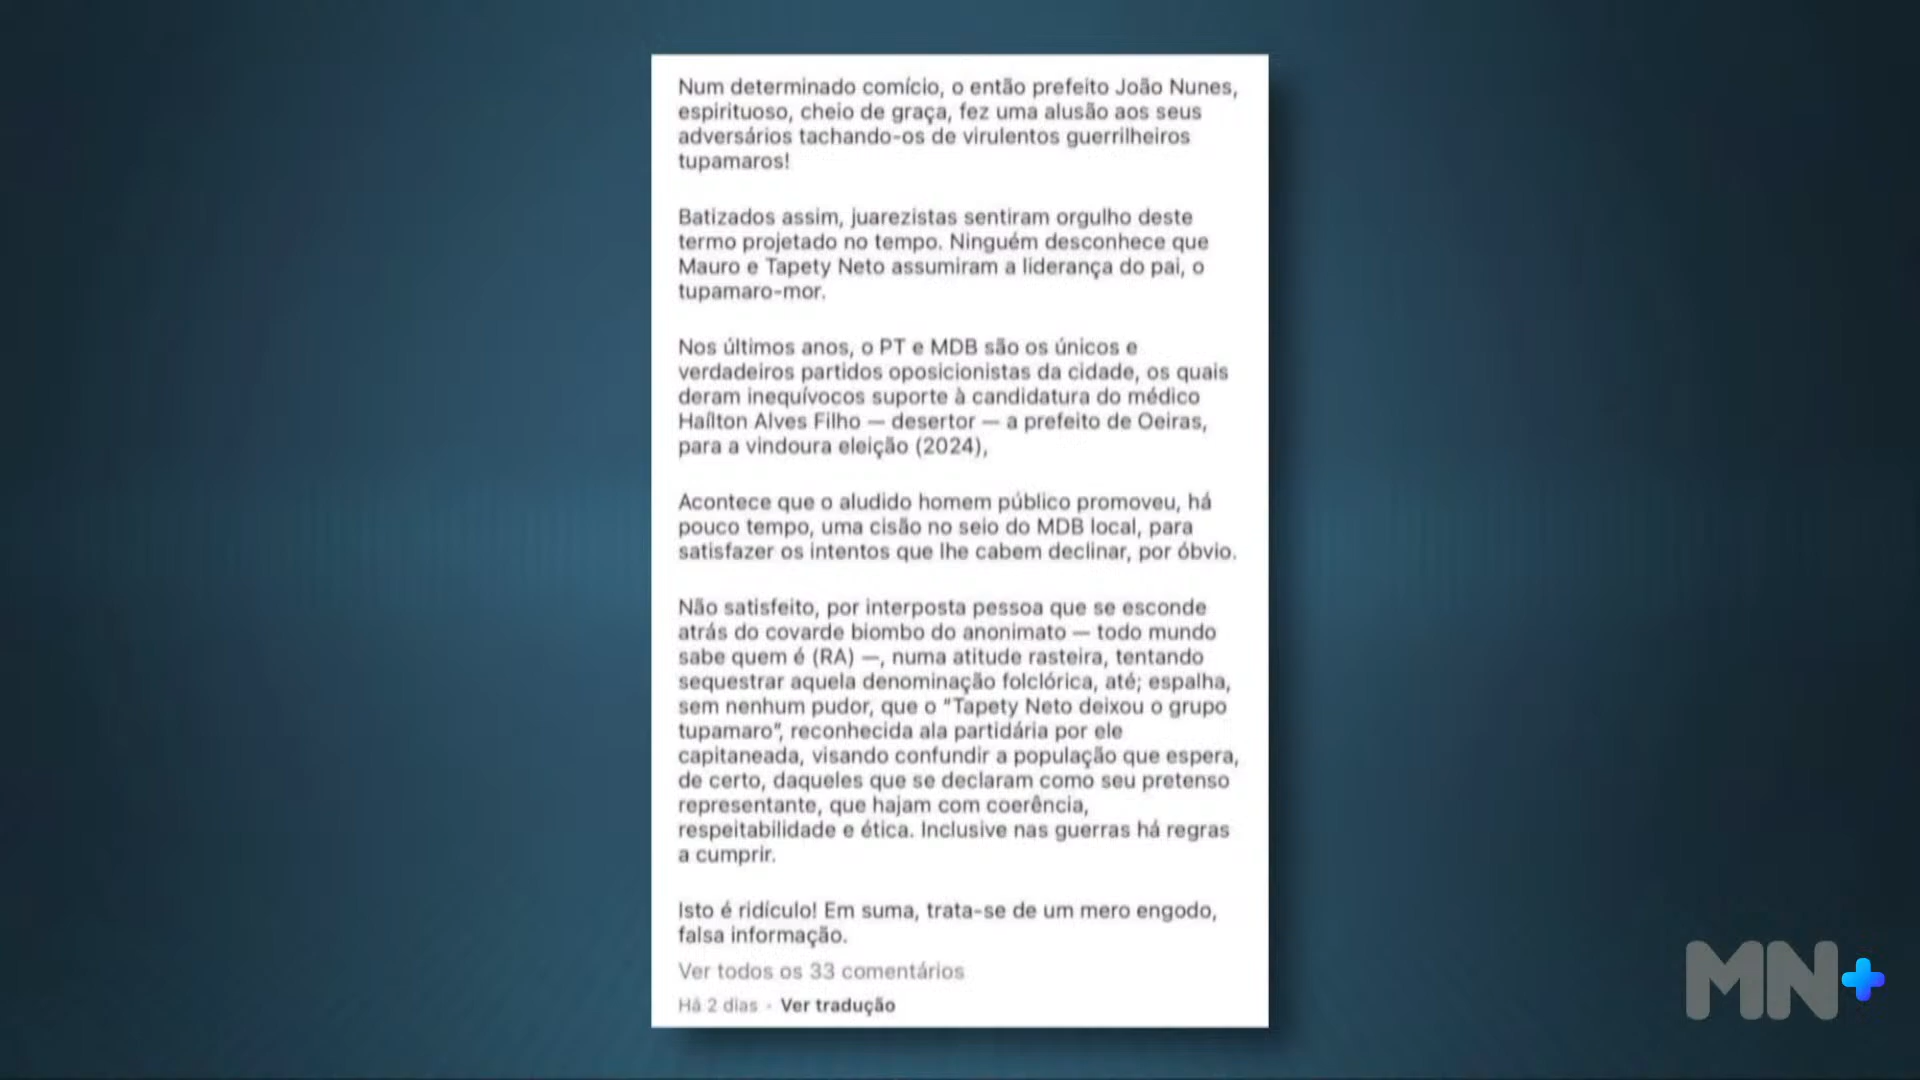 Num determinado comício, o então prefeito João Nunes,
espirituoso, cheio de graça, fez uma alusão aos seus
adversários tachando-os de virulentos guerrilheiros
tupamaros!
Batizados assim, juarezistas sentiram orgulho deste
termo projetado no tempo. Ninguém desconhece que
Mauro e Tapety Neto assumiram a liderança do pai, o
tupamaro-mor.
Nos últimos anos, o PT e MDB são os únicos e
verdadeiros partidos oposicionistas da cidade, os quais
deram inequívocos suporte à candidatura do médico
Haílton Alves Filho — desertor — a prefeito de Oeiras,
para a vindoura eleição (2024),
Acontece que o aludido homem público promoveu, há
pouco tempo, uma cisão no seio do MDB local, para
satisfazer os intentos que lhe cabem declinar, por óbvio.
Não satisfeito, por interposta pessoa que se esconde
atrás do covarde biombo do anonimato — todo mundo
sabe quem é (RA) —, numa atitude rasteira, tentando
sequestrar aquela denominação folclórica, até; espalha,
sem nenhum pudor, que o “Tapety Neto deixou o grupo
tupamaro”, reconhecida ala partidária por ele
capitaneada, visando confundir a população que espera,
de certo, daqueles que se declaram como seu pretenso
representante, que hajam com coerência,
respeitabilidade e ética. Inclusive nas guerras há regras
a cumprir.
Isto é ridículo! Em suma, trata-se de um mero engodo,
falsa informação.
Ver todos os 33 comentários
Há 2 dias · Ver tradução
MN+